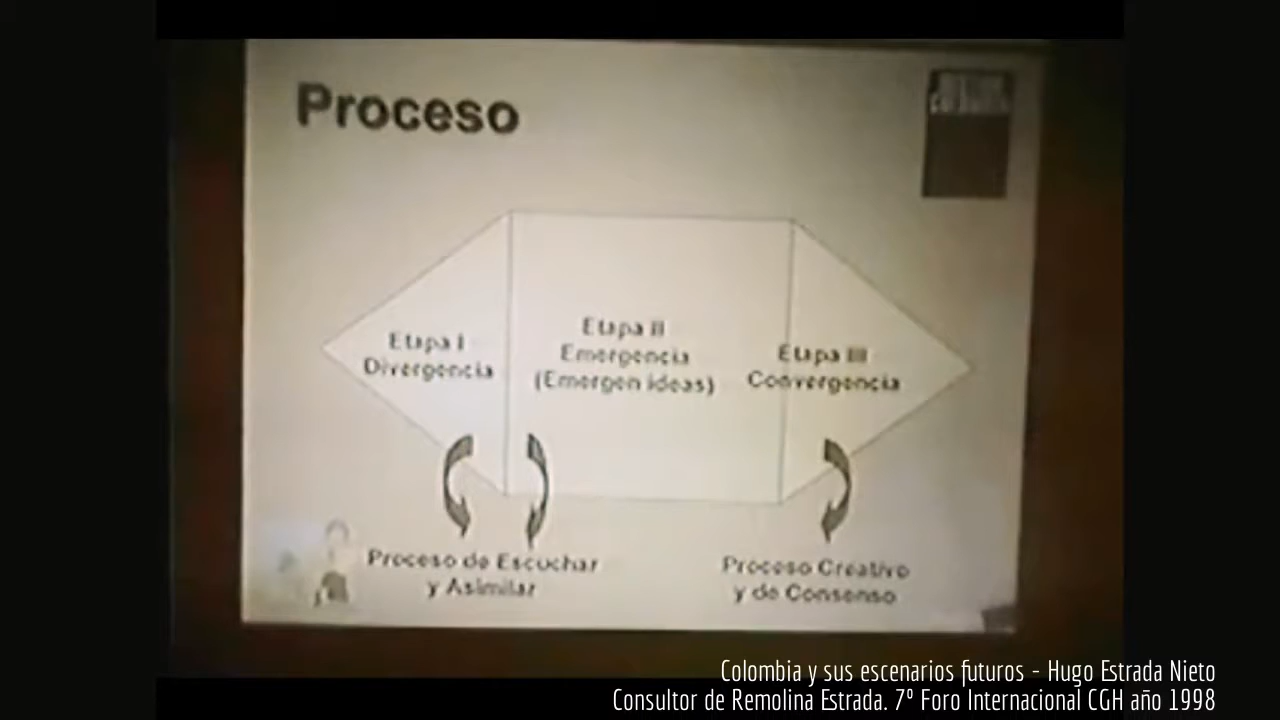 Proceso
Etapa I
Divergencia
Etapa II
Emergencia
(Emergen ideas)
Etapa III
Convergencia
Proceso de Escuchar
y Asimilar
Proceso Creativo
y de Consenso
Colombia y sus escenarios futuros - Hugo Estrada Nieto
Consultor de Remolina Estrada. 7º Foro Internacional CGH año 1998